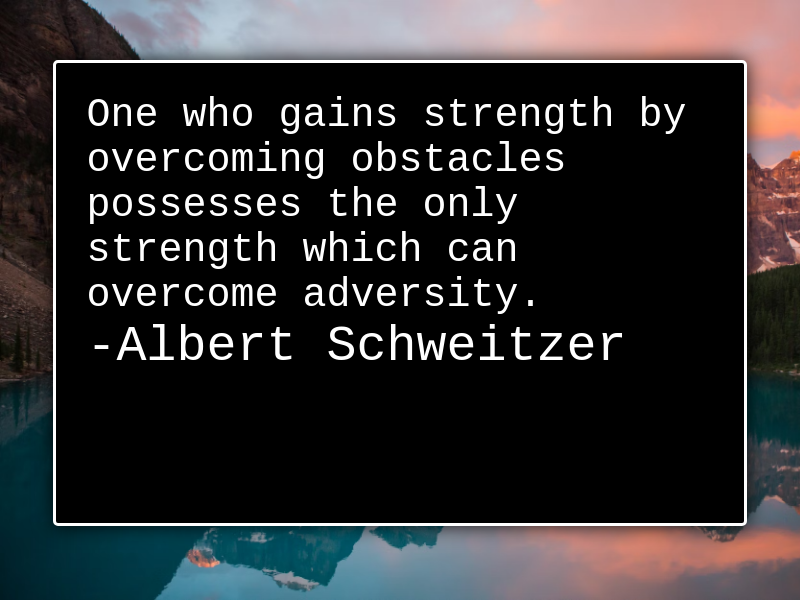 One who gains strength by
overcoming obstacles
possesses the only
strength which can
overcome adversity.
-Albert Schweitzer